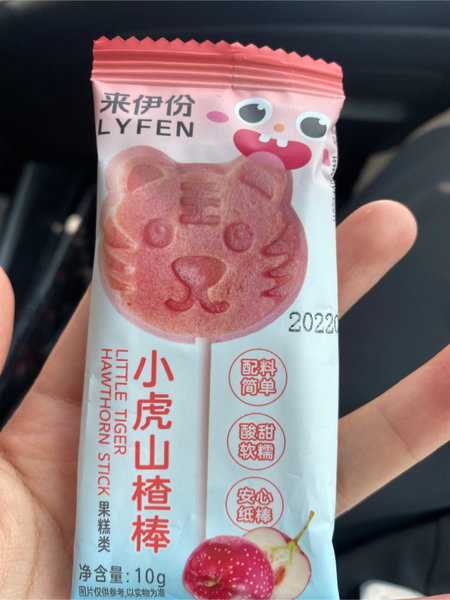 来伊份
LYFEN
20220
配料
简单
酸甜
软糯
安心
纸棒
小虎山楂棒
LITTLE TIGER
HAWTHORN STICK
果糕类
净含量：10g
图片仅供参考，以实物为准